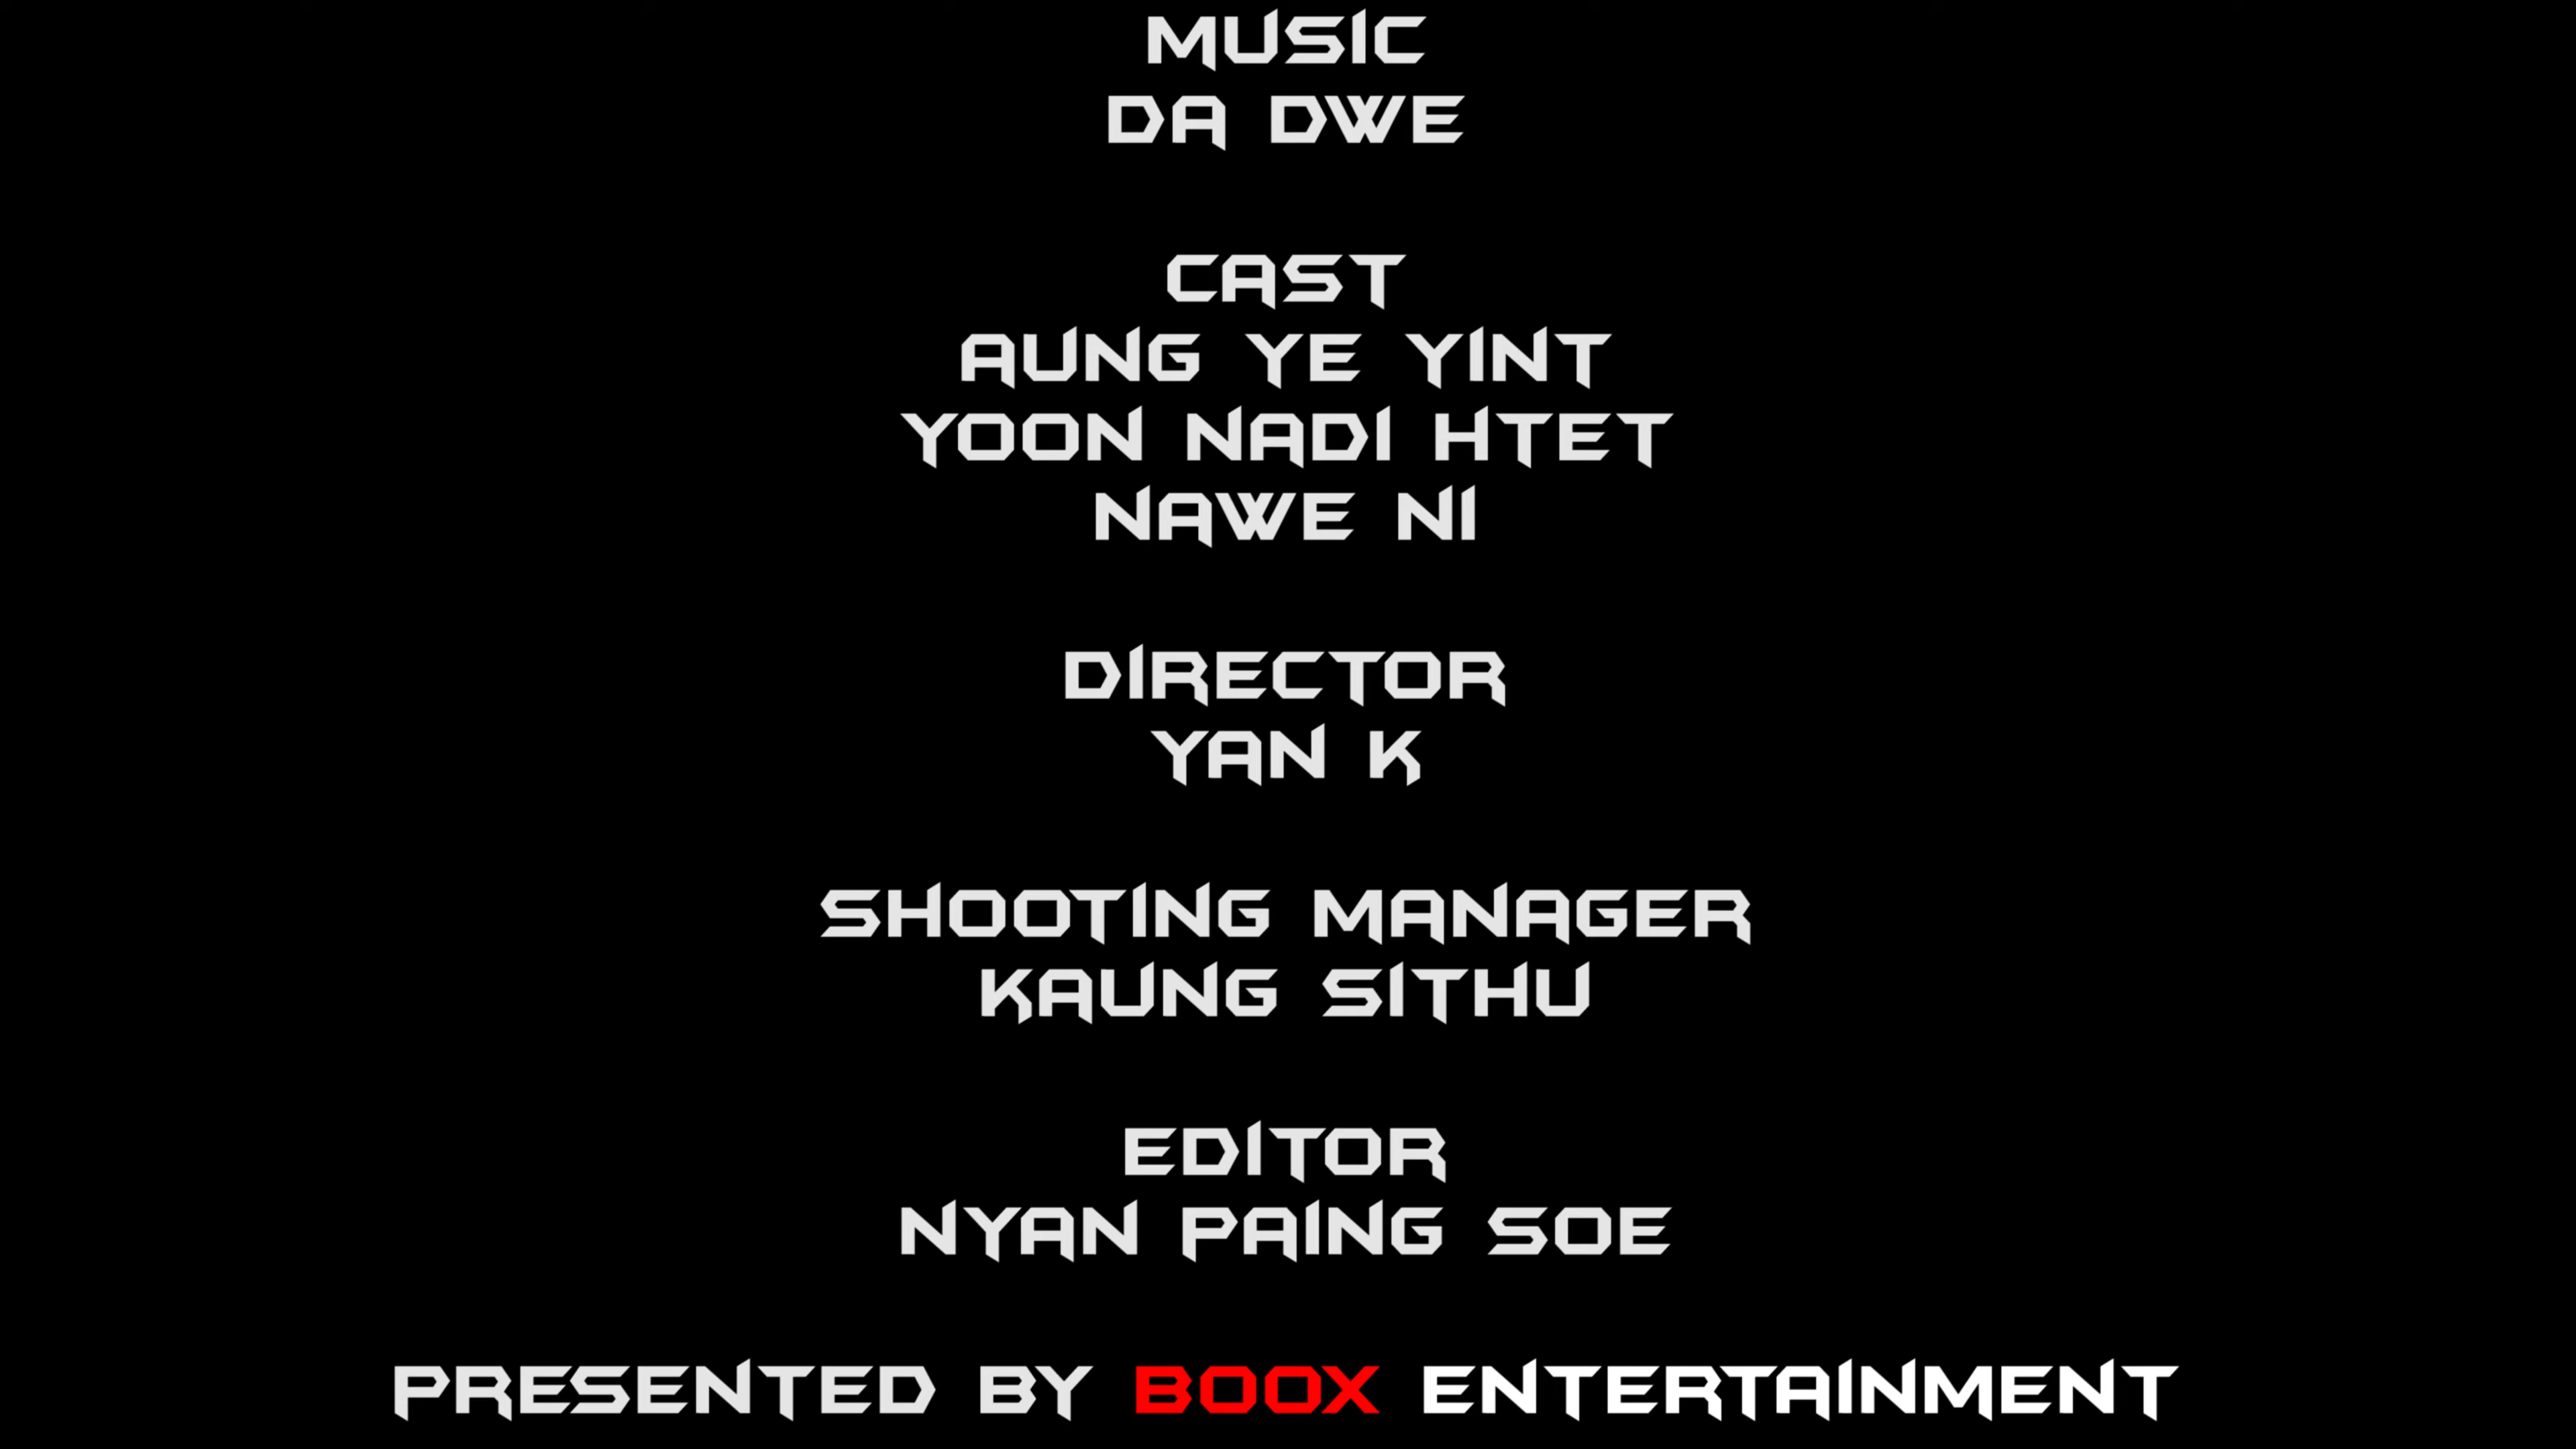 MUSIC
DA DWE
CAST
AUNG YE YINT
YOON NADI HTET
NAWE NI
DIRECTOR
YAN K
SHOOTING MANAGER
KAUNG SITHU
EDITOR
NYAN PAING SOE
PRESENTED BY BOOX ENTERTAINMENT